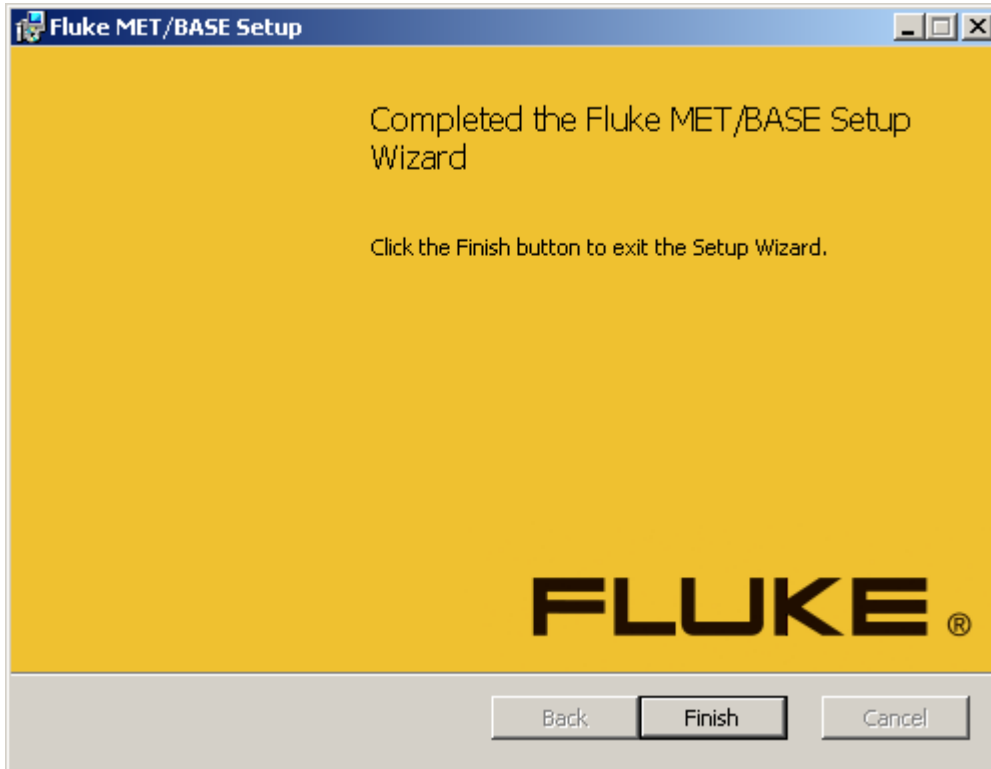 Fluke MET/BASE Setup
Completed the Fluke MET/BASE Setup
Wizard
Click the Finish button to exit the Setup Wizard.
FLUKE ®
Back Finish Cancel